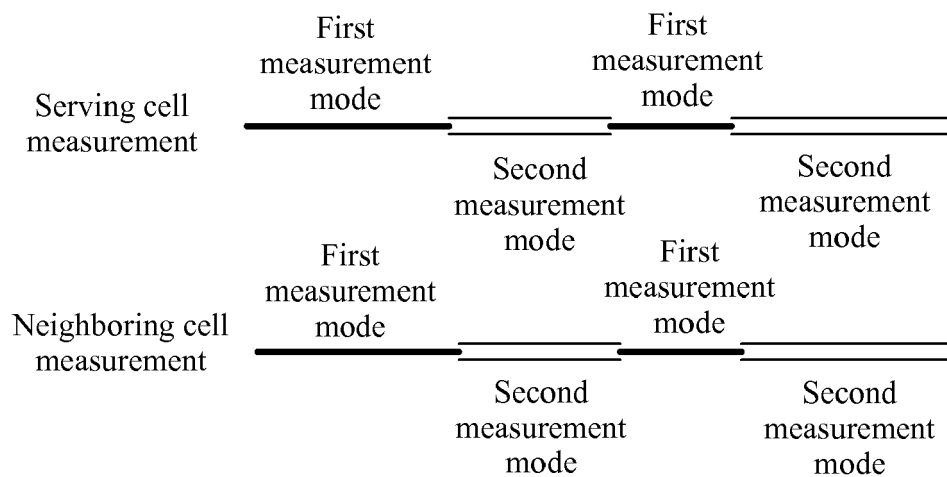 First
measurement
mode
First
measurement
mode
Serving cell
measurement
Second
measurement
mode
Second
measurement
mode
First
measurement
mode
First
measurement
mode
Neighboring cell
measurement
Second
measurement
mode
Second
measurement
mode